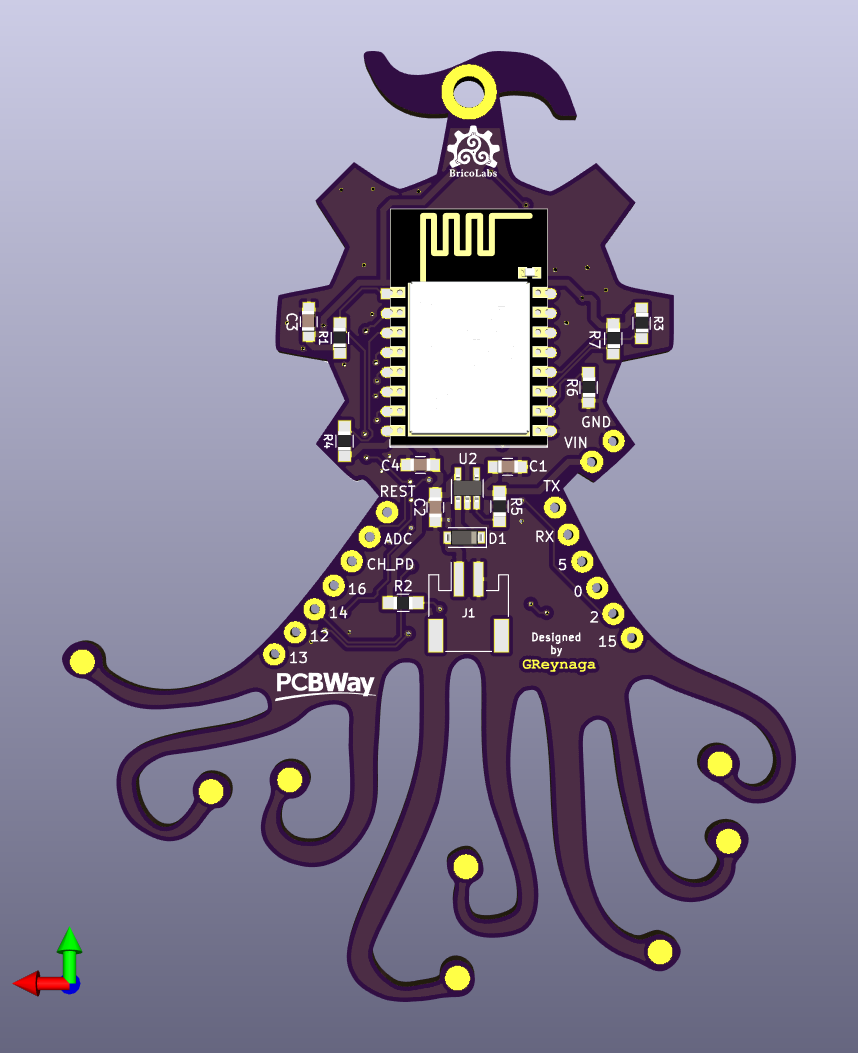 BricoLabs
C3
R1
R3
R7
R6
GND
VIN
R4
U2
C4
C1
REST
TX
C2
R5
ADC
RX
D1
CH_PD
5
16
R2
0
14
J1
2
12
15
13
Designed
by
GReynaga
PCBWay